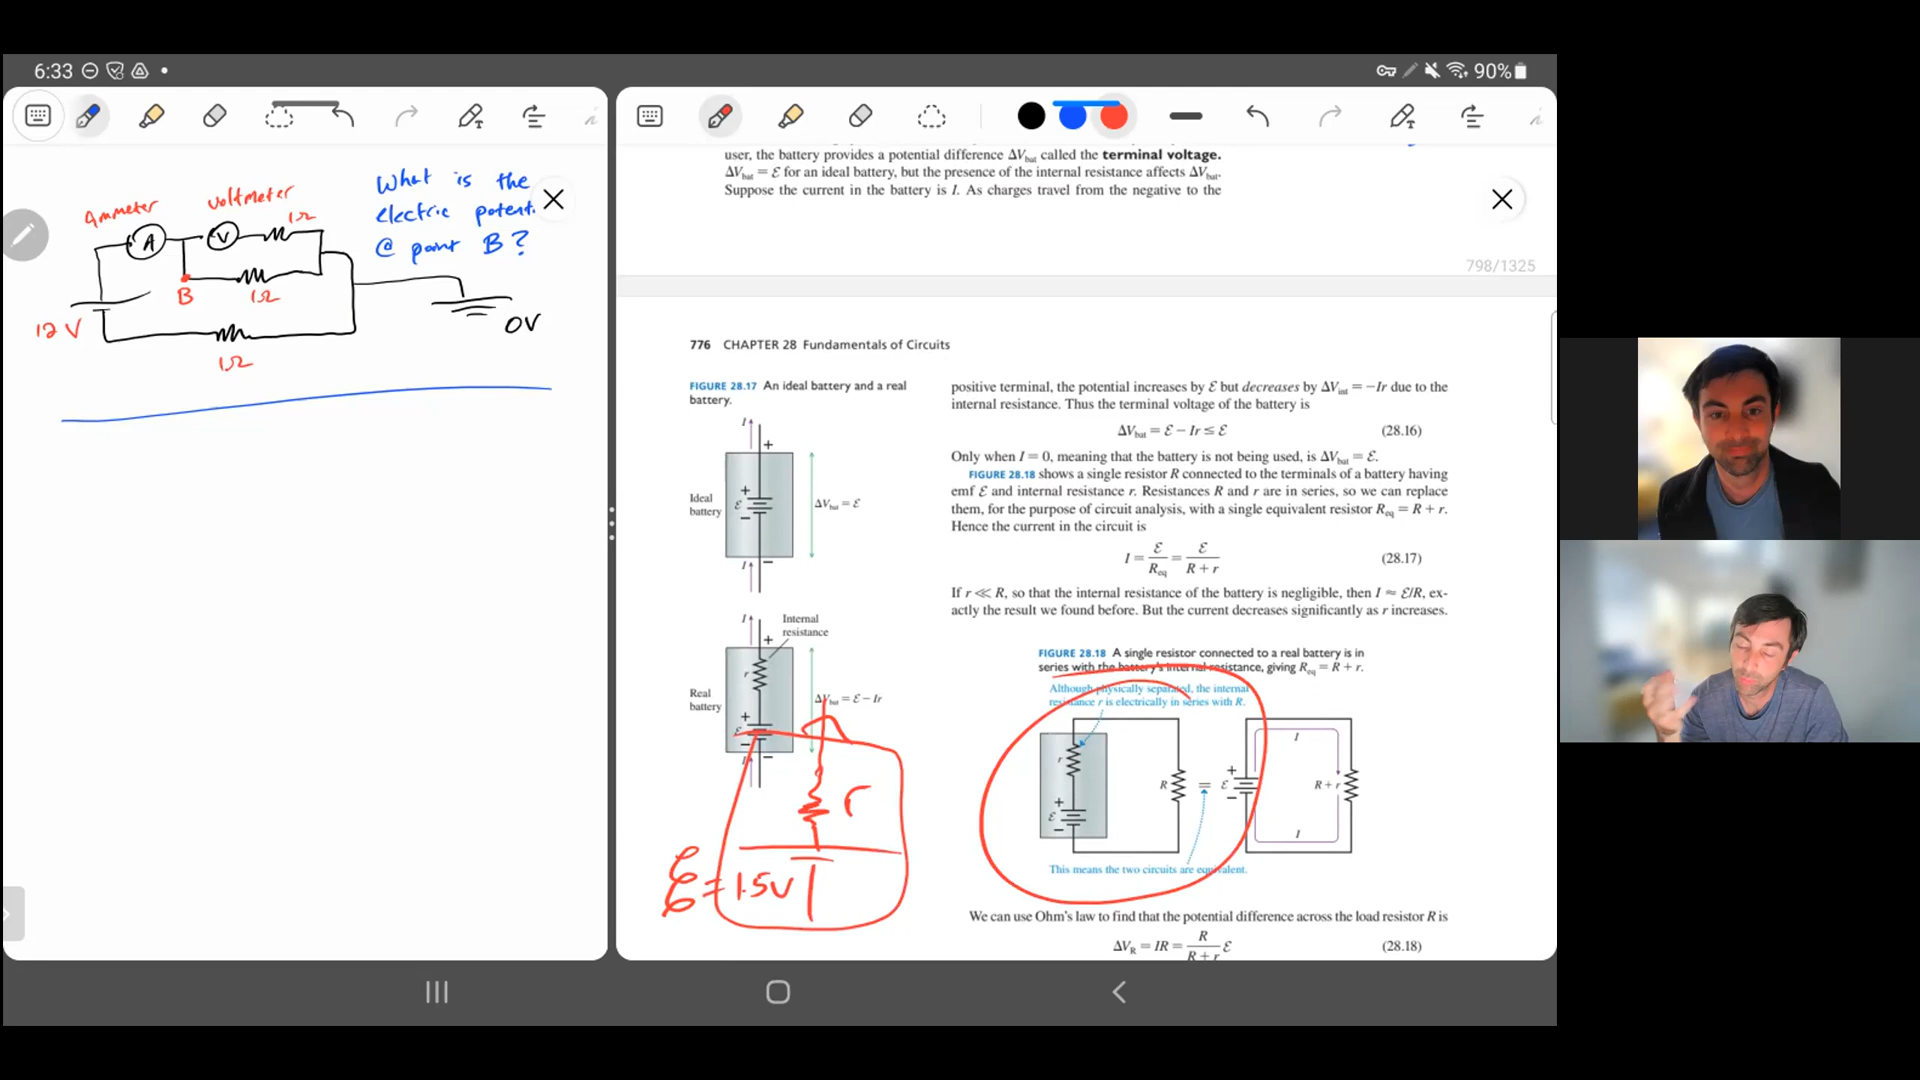 6:33
90%
What is the
electric potent
@ point B?
Ammeter
Voltmeter
1Ω
A
V
B
1Ω
12 V
0V
1Ω
user, the battery provides a potential difference ΔVbat called the terminal voltage.
ΔVbat = ℰ for an ideal battery, but the presence of the internal resistance affects ΔVbat.
Suppose the current in the battery is I. As charges travel from the negative to the
798/1325
776 CHAPTER 28 Fundamentals of Circuits
FIGURE 28.17 An ideal battery and a real
battery.
I
+
Ideal
battery
+
ℰ
−
ΔVbat = ℰ
I
−
I
Internal
resistance
+
r
Real
battery
+
ℰ
−
ΔVbat = ℰ − Ir
I
−
r
ℰ = 1.5V
positive terminal, the potential increases by ℰ but decreases by ΔVint = −Ir due to the
internal resistance. Thus the terminal voltage of the battery is
ΔVbat = ℰ − Ir ≤ ℰ (28.16)
Only when I = 0, meaning that the battery is not being used, is ΔVbat = ℰ.
FIGURE 28.18 shows a single resistor R connected to the terminals of a battery having
emf ℰ and internal resistance r. Resistances R and r are in series, so we can replace
them, for the purpose of circuit analysis, with a single equivalent resistor Req = R + r.
Hence the current in the circuit is
I = ℰ/Req = ℰ/(R + r) (28.17)
If r ≪ R, so that the internal resistance of the battery is negligible, then I ≈ ℰ/R, ex-
actly the result we found before. But the current decreases significantly as r increases.
FIGURE 28.18 A single resistor connected to a real battery is in
series with the battery's internal resistance, giving Req = R + r.
Although physically separated, the internal
resistance r is electrically in series with R.
r
+
ℰ
−
R
=
+
ℰ
−
I
R + r
I
This means the two circuits are equivalent.
We can use Ohm's law to find that the potential difference across the load resistor R is
ΔVR = IR = R/(R + r) ℰ (28.18)